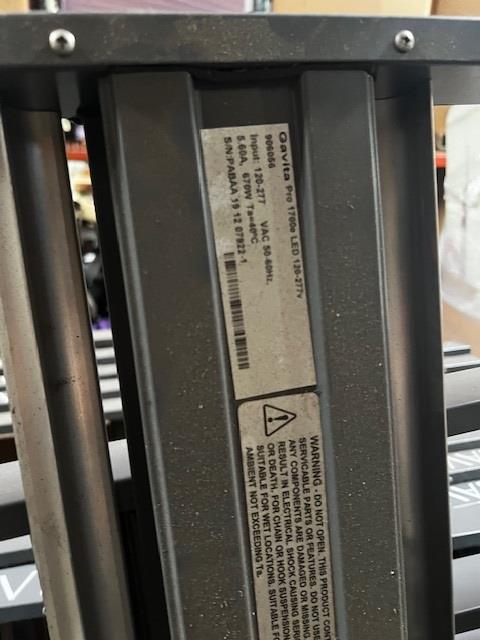 Gavita Pro 1700e LED 120-277v
906056
Input: 120-277 VAC 50-60Hz,
5.60A, 670W Ta=40°C
S/N:PABAA 19 12 07922-1
WARNING - DO NOT OPEN. THIS PRODUCT CONT
SERVICABLE PARTS OR FEATURES. DO NOT USE
ANY COMPONENTS ARE DAMAGED OR MISSING
RESULT IN ELECTRICAL SHOCK CAUSING SER
OR DEATH. FOR CHAIN OR HOOK SUSPENSION
SUITABLE FOR WET LOCATIONS. SUITABLE FO
AMBIENT NOT EXCEEDING Ta.